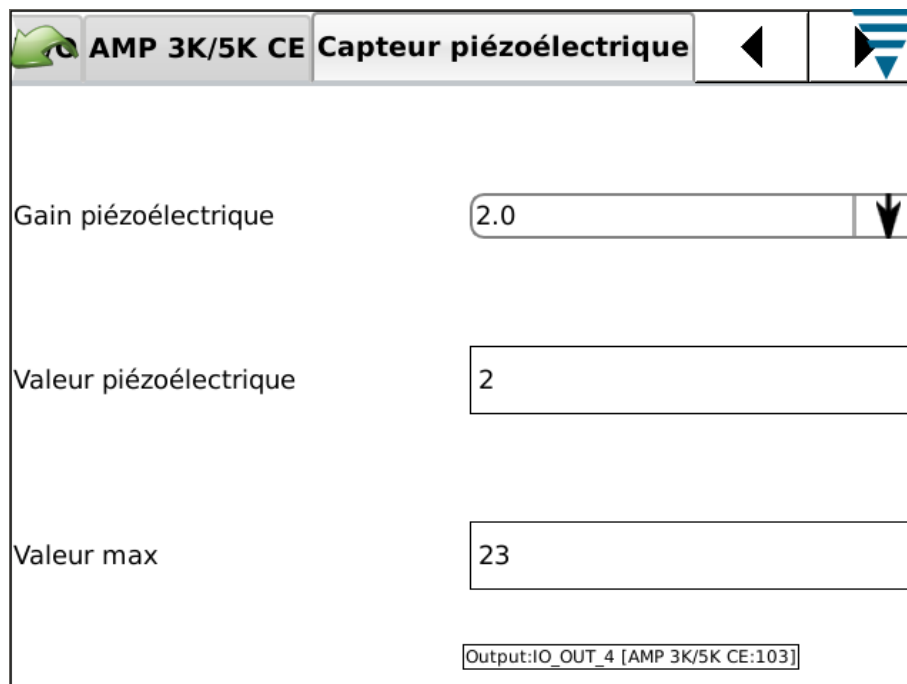 AMP 3K/5K CE
Capteur piézoélectrique
Gain piézoélectrique
2.0
Valeur piézoélectrique
2
Valeur max
23
Output:IO_OUT_4 [AMP 3K/5K CE:103]